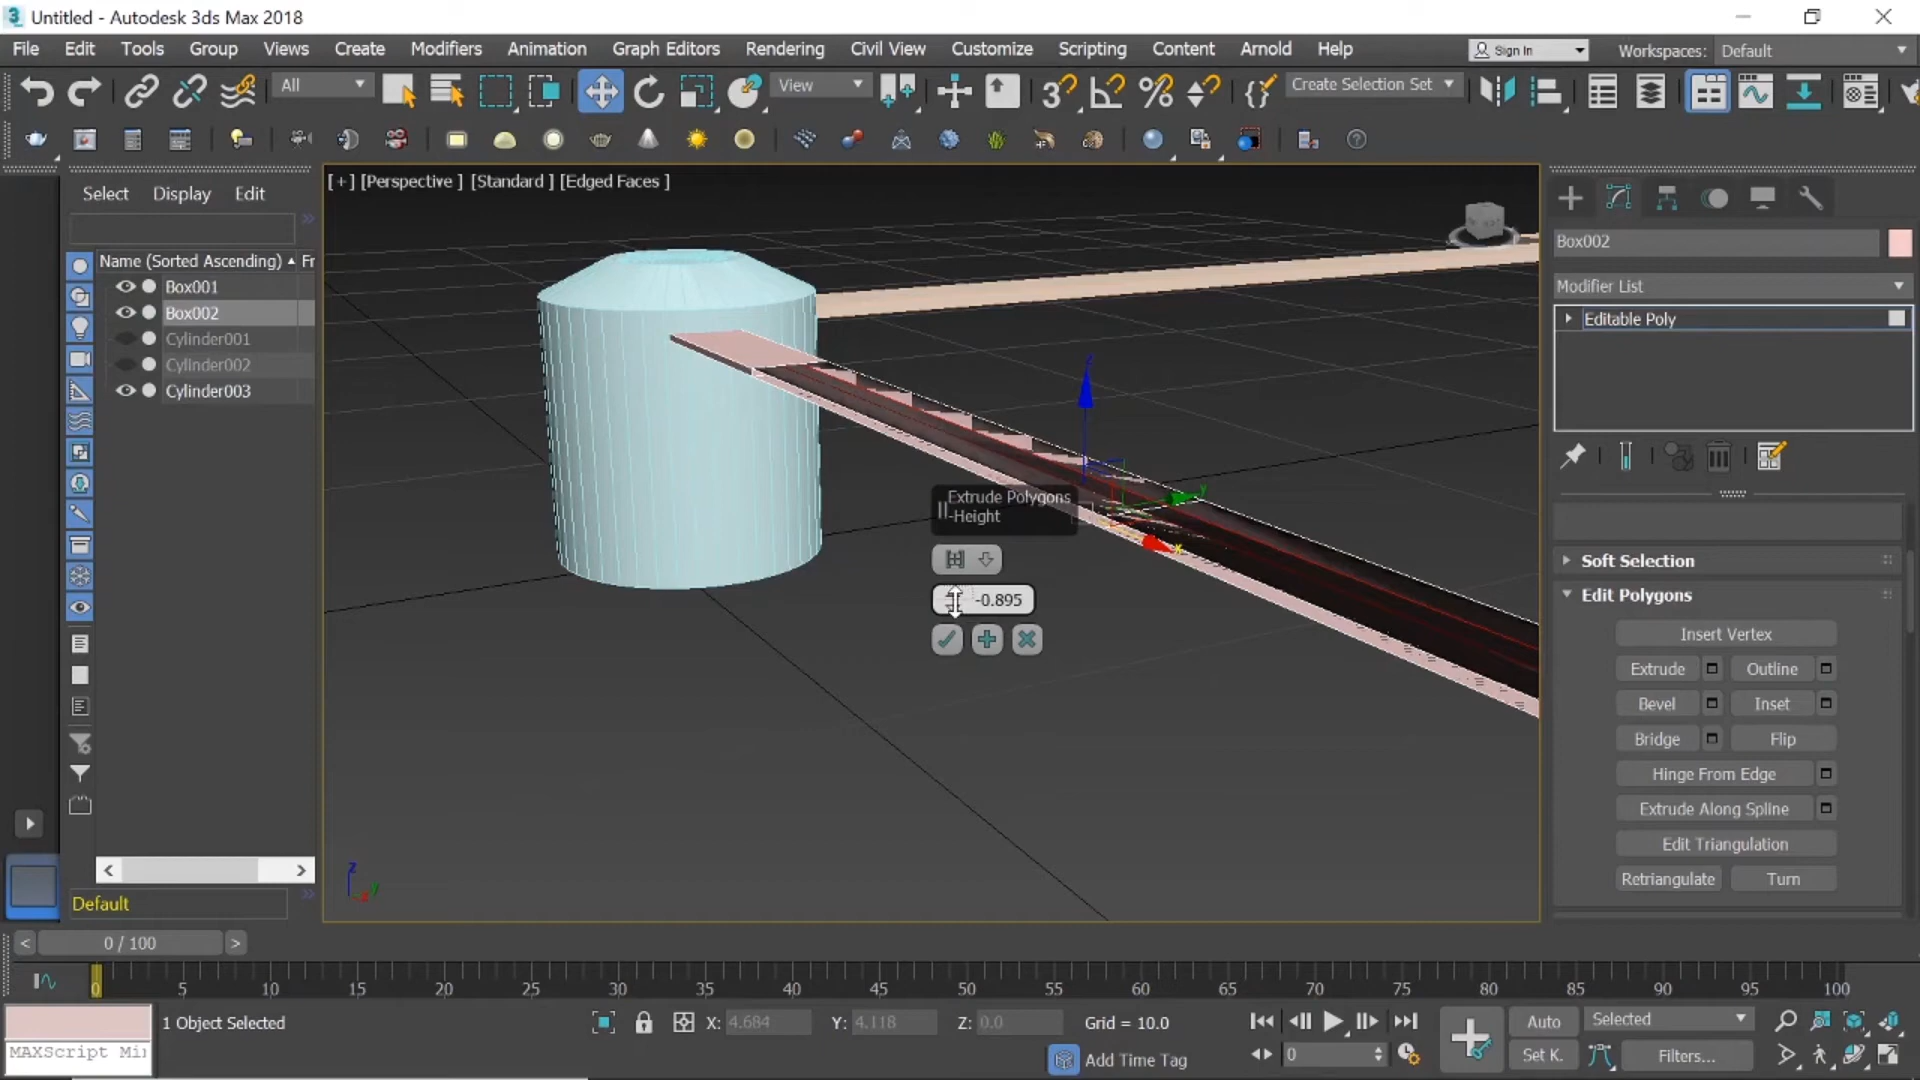 Untitled - Autodesk 3ds Max 2018
File Edit Tools Group Views Create Modifiers Animation Graph Editors Rendering Civil View Customize Scripting Content Arnold Help Sign In Workspaces: Default
All View 3 Create Selection Set
Select Display Edit
[ + ] [Perspective ] [Standard ] [Edged Faces ]
Name (Sorted Ascending) Fr
Box001
Box002
Cylinder001
Cylinder002
Cylinder003
Default
Box002
Modifier List
Editable Poly
Soft Selection
Edit Polygons
Insert Vertex
Extrude Outline
Bevel Inset
Bridge Flip
Hinge From Edge
Extrude Along Spline
Edit Triangulation
Retriangulate Turn
Extrude Polygons
-Height
-0.895
z
y
x
z
y
x
< 0 / 100 >
0 5 10 15 20 25 30 35 40 45 50 55 60 65 70 75 80 85 90 95 100
1 Object Selected
X: 4.684 Y: 4.118 Z: 0.0 Grid = 10.0
Auto Selected
MAXScript Mi
Add Time Tag
0
Set K. Filters...